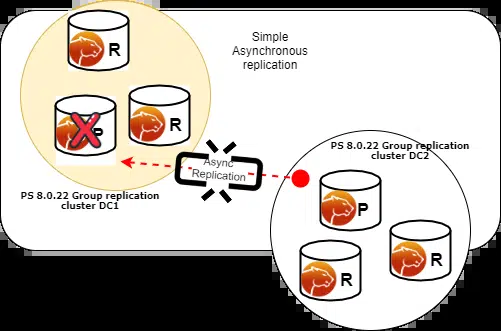 Simple
Asynchronous
replication
R
P
R
PS 8.0.22 Group replication
cluster DC1
Async
Replication
PS 8.0.22 Group replication
cluster DC2
P
R
R